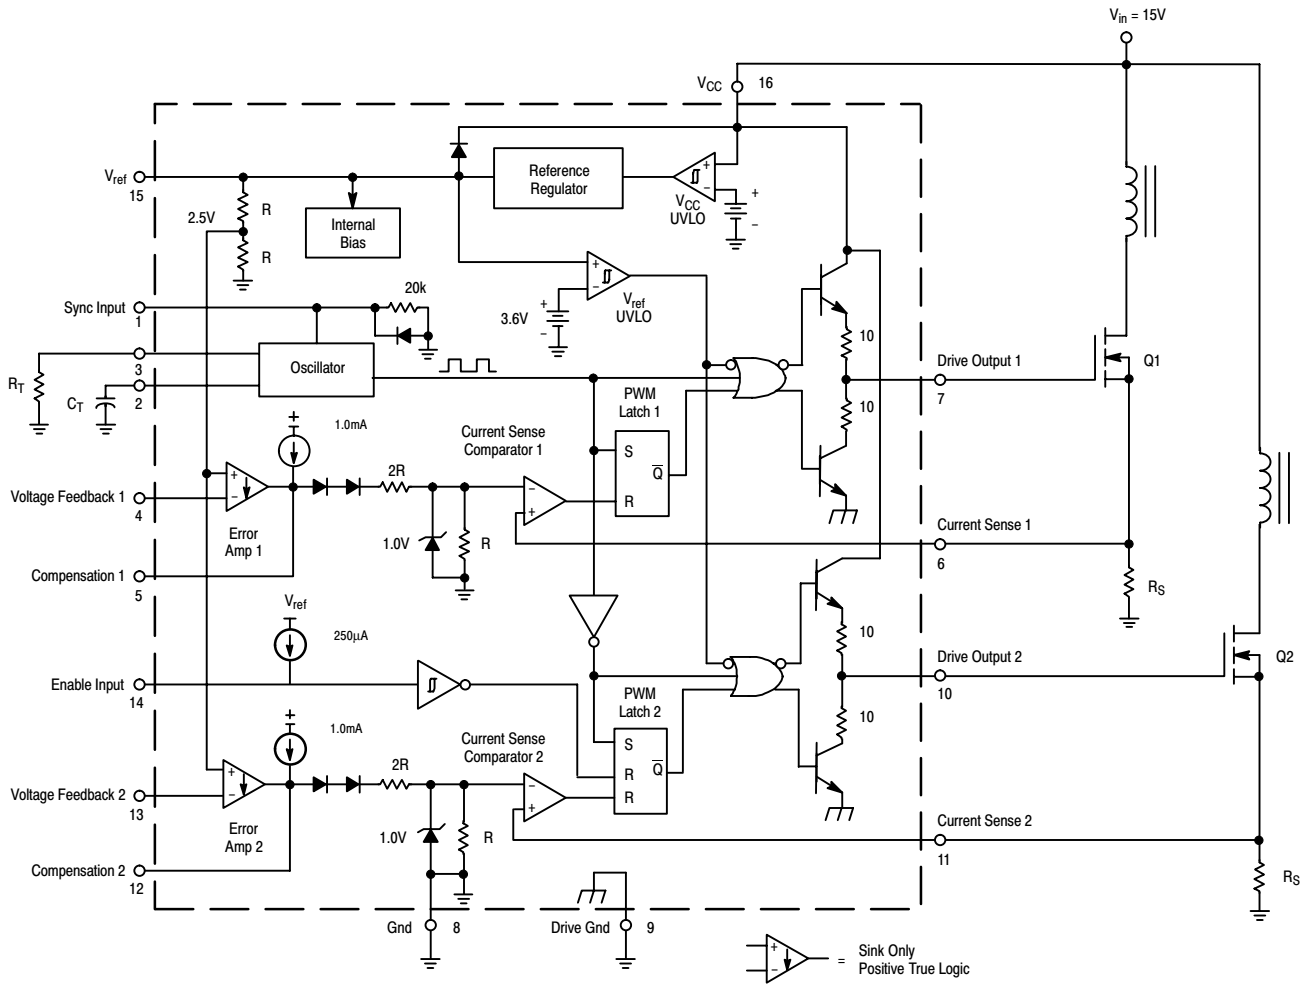 V_in = 15V
V_CC 16
V_ref
15
R
2.5V
R
Internal
Bias
Reference
Regulator
+
−
V_CC
UVLO
+
−
Sync Input
1
20k
+
−
3.6V
+
−
V_ref
UVLO
3
R_T
Oscillator
2
C_T
10
10
Drive Output 1
7
Q1
PWM
Latch 1
S
Q̅
R
+
1.0mA
Current Sense
Comparator 1
2R
−
+
Voltage Feedback 1
4
+
−
Error
Amp 1
1.0V
R
Current Sense 1
6
R_S
Compensation 1
5
V_ref
250µA
Enable Input
14
10
10
Drive Output 2
10
Q2
PWM
Latch 2
S
R
Q̅
R
+
1.0mA
Current Sense
Comparator 2
2R
−
+
Voltage Feedback 2
13
+
−
Error
Amp 2
1.0V
R
Current Sense 2
11
R_S
Compensation 2
12
Gnd 8
Drive Gnd 9
+
−
= Sink Only
Positive True Logic